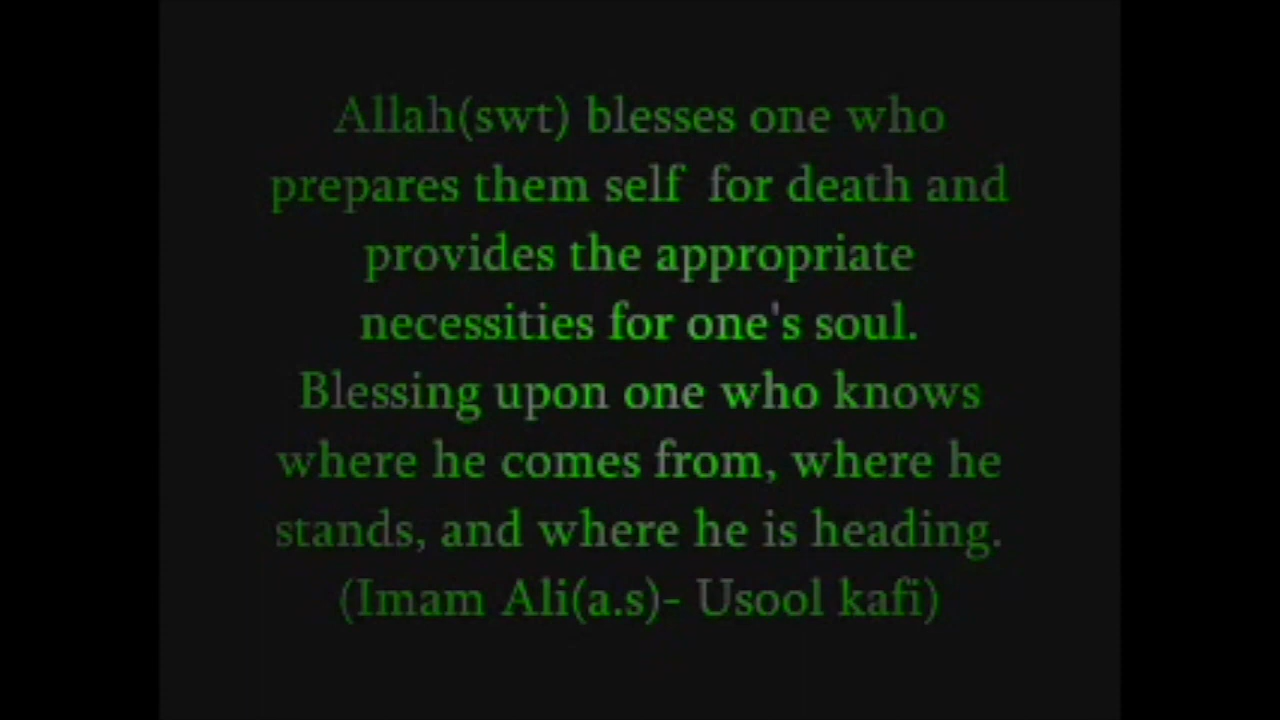 Allah(swt) blesses one who
prepares them self for death and
provides the appropriate
necessities for one's soul.
Blessing upon one who knows
where he comes from, where he
stands, and where he is heading.
(Imam Ali(a.s)- Usool kafi)